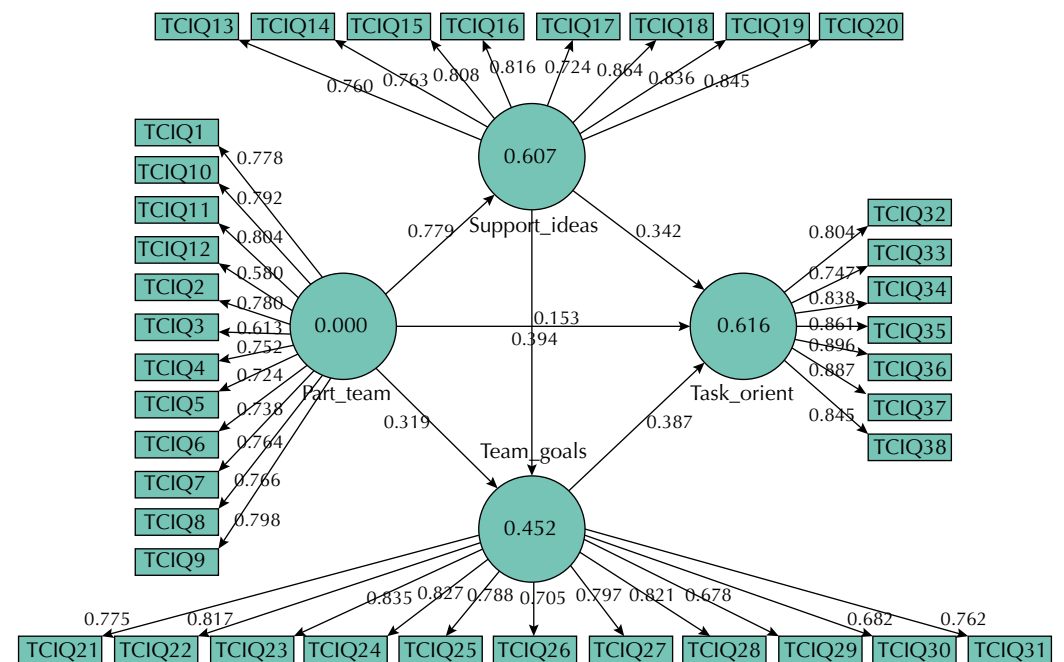 TCIQ13 TCIQ14 TCIQ15 TCIQ16 TCIQ17 TCIQ18 TCIQ19 TCIQ20
0.760 0.763 0.808 0.816 0.724 0.864 0.836 0.845
0.607
Support_ideas
TCIQ1
TCIQ10
TCIQ11
TCIQ12
TCIQ2
TCIQ3
TCIQ4
TCIQ5
TCIQ6
TCIQ7
TCIQ8
TCIQ9
0.778
0.792
0.804
0.580
0.780
0.613
0.752
0.724
0.738
0.764
0.766
0.798
0.000
Part_team
0.779
0.342
0.153
0.394
0.319
0.387
0.616
Task_orient
0.804
0.747
0.838
0.861
0.896
0.887
0.845
TCIQ32
TCIQ33
TCIQ34
TCIQ35
TCIQ36
TCIQ37
TCIQ38
Team_goals
0.452
0.775 0.817 0.835 0.827 0.788 0.705 0.797 0.821 0.678 0.682 0.762
TCIQ21 TCIQ22 TCIQ23 TCIQ24 TCIQ25 TCIQ26 TCIQ27 TCIQ28 TCIQ29 TCIQ30 TCIQ31